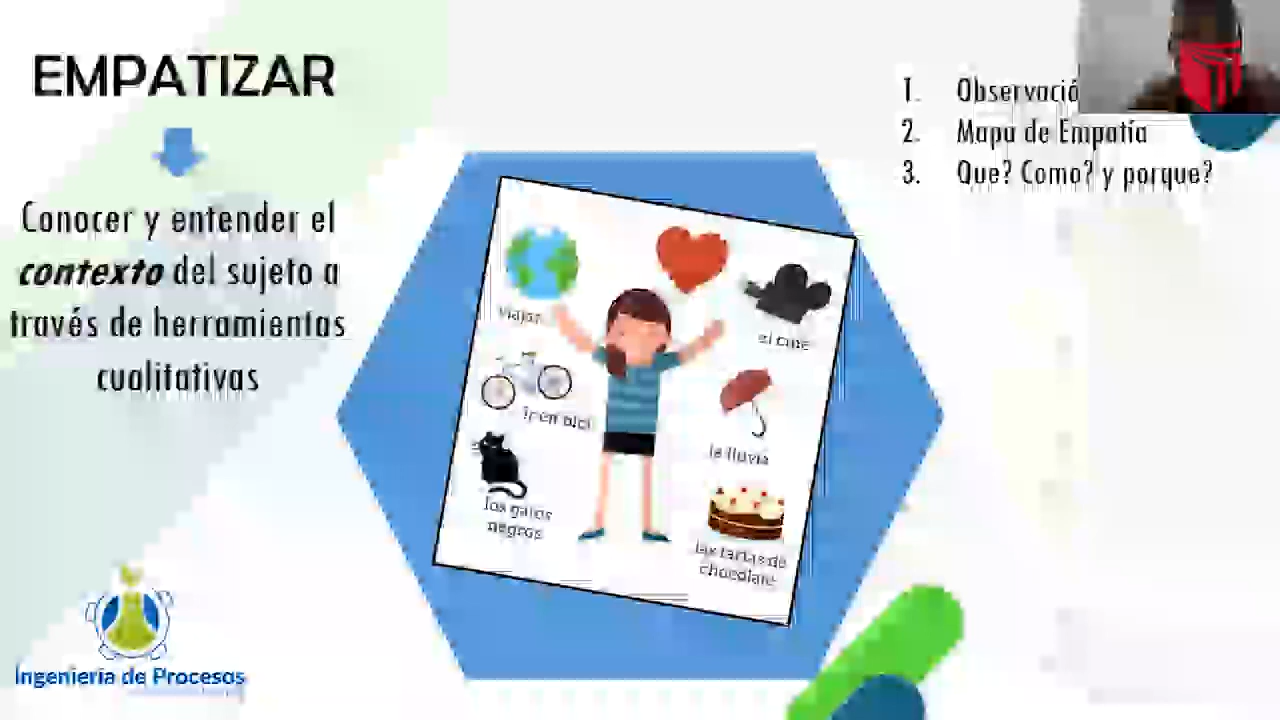 EMPATIZAR
Conocer y entender el
contexto del sujeto a
través de herramientas
cualitativas
1. Observació
2. Mapa de Empatía
3. Que? Como? y porque?
viajar
el cine
ir en bici
la lluvia
los gatos
negros
las tartas de
chocolate
Ingeniería de Procesos